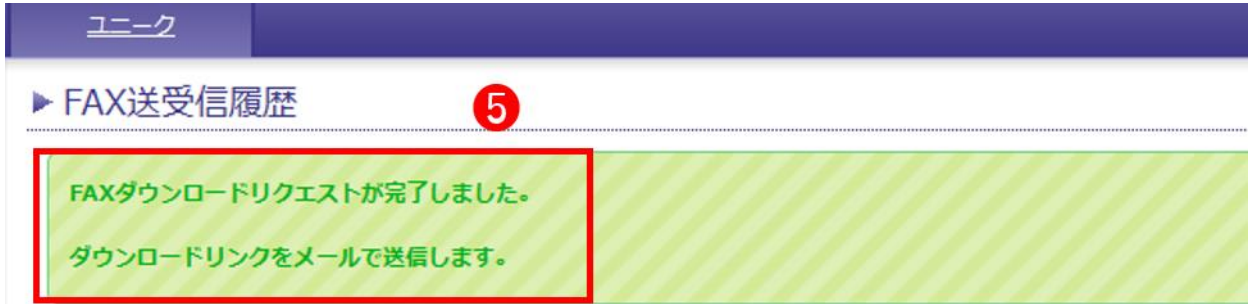 ユニーク
▶ FAX送受信履歴
5
FAXダウンロードリクエストが完了しました。
ダウンロードリンクをメールで送信します。